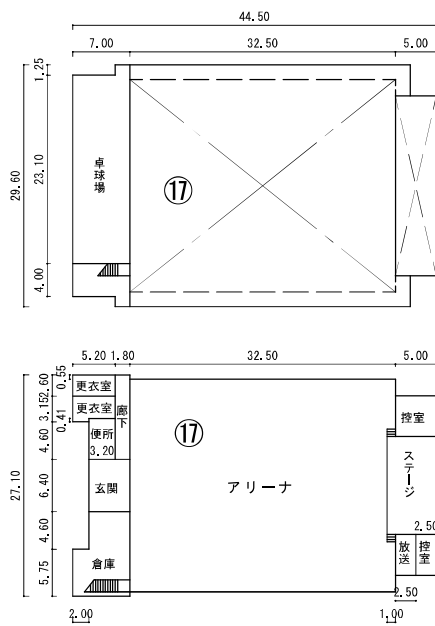 44.50
7.00 32.50 5.00
1.25
23.10
29.60
4.00
卓球場
⑰
5.20 1.80 32.50 5.00
0.55
2.60
3.15
0.41
4.60
6.40
4.60
5.75
27.10
更衣室
更衣室
廊下
便所
3.20
玄関
倉庫
⑰
アリーナ
控室
ステージ
2.50
放送
控室
2.50
2.00
1.00